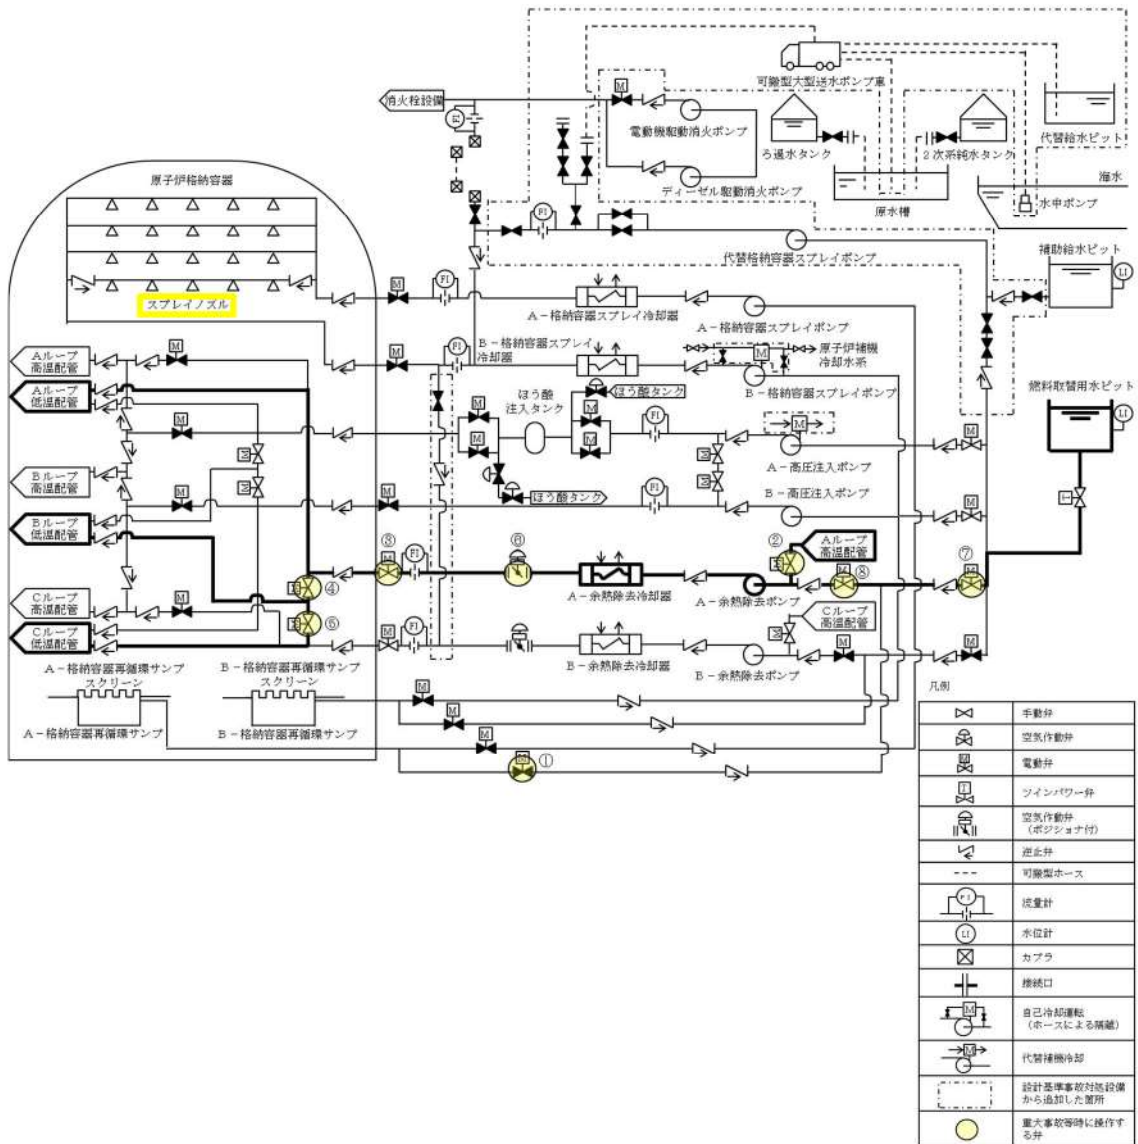 消火栓設備
FI
M
電動機駆動消火ポンプ
ディーゼル駆動消火ポンプ
可搬型大型送水ポンプ車
ろ過水タンク
2次系純水タンク
原水槽
代替給水ピット
海水
水中ポンプ
補助給水ピット
LI
燃料取替用水ピット
LI
T
原子炉格納容器
スプレイノズル
FI
代替格納容器スプレイポンプ
M
FI
A-格納容器スプレイ冷却器
A-格納容器スプレイポンプ
M
FI
B-格納容器スプレイ
冷却器
M
原子炉補機
冷却水系
B-格納容器スプレイポンプ
Aループ
高温配管
M
Aループ
低温配管
M
M
M
Bループ
高温配管
M
Bループ
低温配管
Cループ
高温配管
M
Cループ
低温配管
ほう酸
注入タンク
ほう酸タンク
M
M
M
M
FI
M
A-高圧注入ポンプ
M
M
M
ほう酸タンク
M
FI
B-高圧注入ポンプ
M
③
M
FI
⑥
A-余熱除去冷却器
A-余熱除去ポンプ
②
M
Aループ
高温配管
⑧
M
⑦
M
M
④
M
⑤
M
FI
B-余熱除去冷却器
B-余熱除去ポンプ
M
Cループ
高温配管
M
M
A-格納容器再循環サンプ
スクリーン
B-格納容器再循環サンプ
スクリーン
A-格納容器再循環サンプ
B-格納容器再循環サンプ
M
M
M
M
①
凡例
手動弁
空気作動弁
M
電動弁
T
ツインパワー弁
空気作動弁
(ポジショナ付)
逆止弁
可搬型ホース
FI
流量計
LI
水位計
カプラ
接続口
M
自己冷却運転
(ホースによる隔離)
M
代替補機冷却
設計基準事故対処設備
から追加した箇所
重大事故等時に操作す
る弁